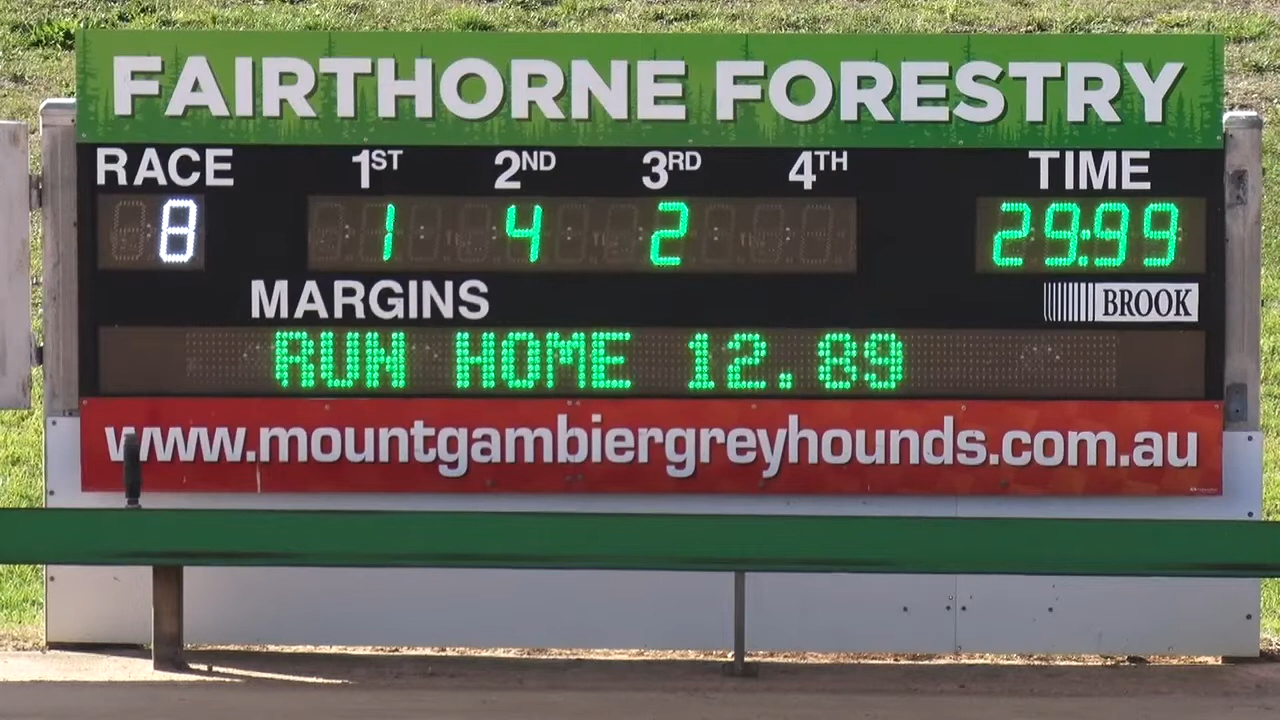 FAIRTHORNE FORESTRY
RACE 1ST 2ND 3RD 4TH TIME
8 1 4 2 29:99
MARGINS BROOK
RUN HOME 12.89
www.mountgambiergreyhounds.com.au